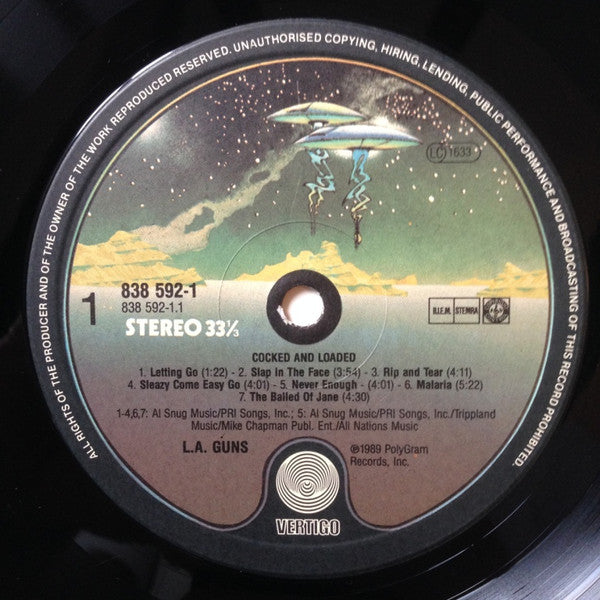 ALL RIGHTS OF THE PRODUCER AND OF THE OWNER OF THE WORK REPRODUCED RESERVED. UNAUTHORISED COPYING, HIRING, LENDING, PUBLIC PERFORMANCE AND BROADCASTING OF THIS RECORD PROHIBITED.
LC 1633
1
838 592-1
838 592-1.1
STEREO 33⅓
B.I.E.M. STEMRA
COCKED AND LOADED
1. Letting Go (1:22) - 2. Slap in The Face (3:54) - 3. Rip and Tear (4:11)
4. Sleazy Come Easy Go (4:01) - 5. Never Enough - (4:01) - 6. Malaria (5:22)
7. The Balled Of Jane (4:30)
1-4,6,7: Al Snug Music/PRI Songs, Inc.; 5: Al Snug Music/PRI Songs, Inc./Trippland
Music/Mike Chapman Publ. Ent./All Nations Music
L.A. GUNS
℗1989 PolyGram
Records, Inc.
VERTIGO